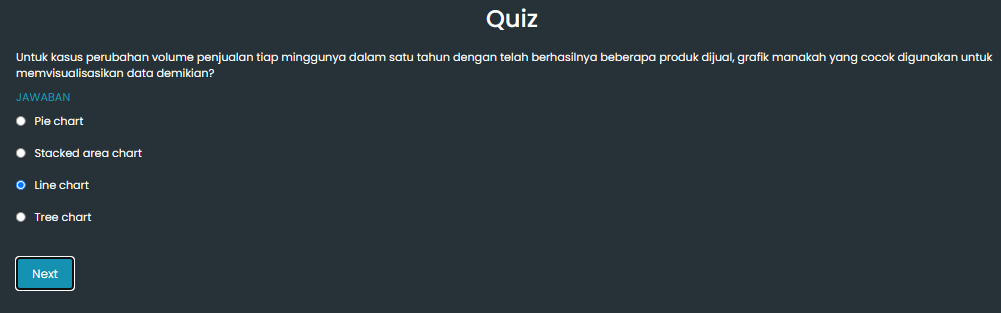 Quiz
Untuk kasus perubahan volume penjualan tiap minggunya dalam satu tahun dengan telah berhasilnya beberapa produk dijual, grafik manakah yang cocok digunakan untuk
memvisualisasikan data demikian?
JAWABAN
Pie chart
Stacked area chart
Line chart
Tree chart
Next